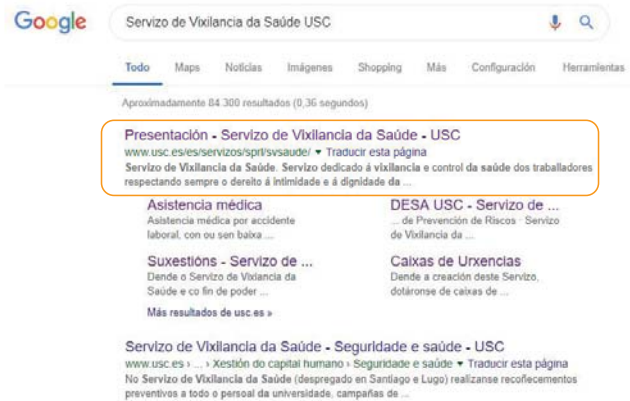 Google
Servizo de Vixilancia da Saúde USC
Todo Maps Noticias Imágenes Shopping Más Configuración Herramientas
Aproximadamente 84.300 resultados (0,36 segundos)
Presentación - Servizo de Vixilancia da Saúde - USC
www.usc.es/es/servizos/sprl/svsaude/ ▾ Traducir esta página
Servizo de Vixilancia da Saúde. Servizo dedicado á vixilancia e control da saúde dos traballadores
respectando sempre o dereito á intimidade e á dignidade da ...
Asistencia médica
Asistencia médica por accidente
laboral, con ou sen baixa ...
DESA USC - Servizo de ...
... de Prevención de Riscos · Servizo
de Vixilancia da ...
Suxestións - Servizo de ...
Dende o Servizo de Vixiancia da
Saúde e co fin de poder ...
Caixas de Urxencias
Dende a creación deste Servizo,
dotáronse de caixas de ...
Más resultados de usc.es »
Servizo de Vixilancia da Saúde - Seguridade e saúde - USC
www.usc.es › ... › Xestión do capital humano › Seguridade e saúde ▾ Traducir esta página
No Servizo de Vixilancia da Saúde (despregado en Santiago e Lugo) realízanse recoñecementos
preventivos a todo o persoal da universidade, campañas de ...